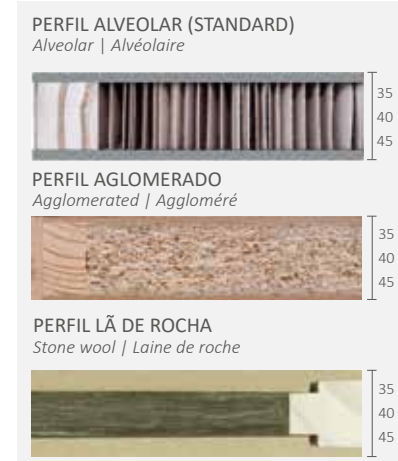 PERFIL ALVEOLAR (STANDARD)
Alveolar | Alvéolaire
35
40
45
PERFIL AGLOMERADO
Agglomerated | Aggloméré
35
40
45
PERFIL LÃ DE ROCHA
Stone wool | Laine de roche
35
40
45